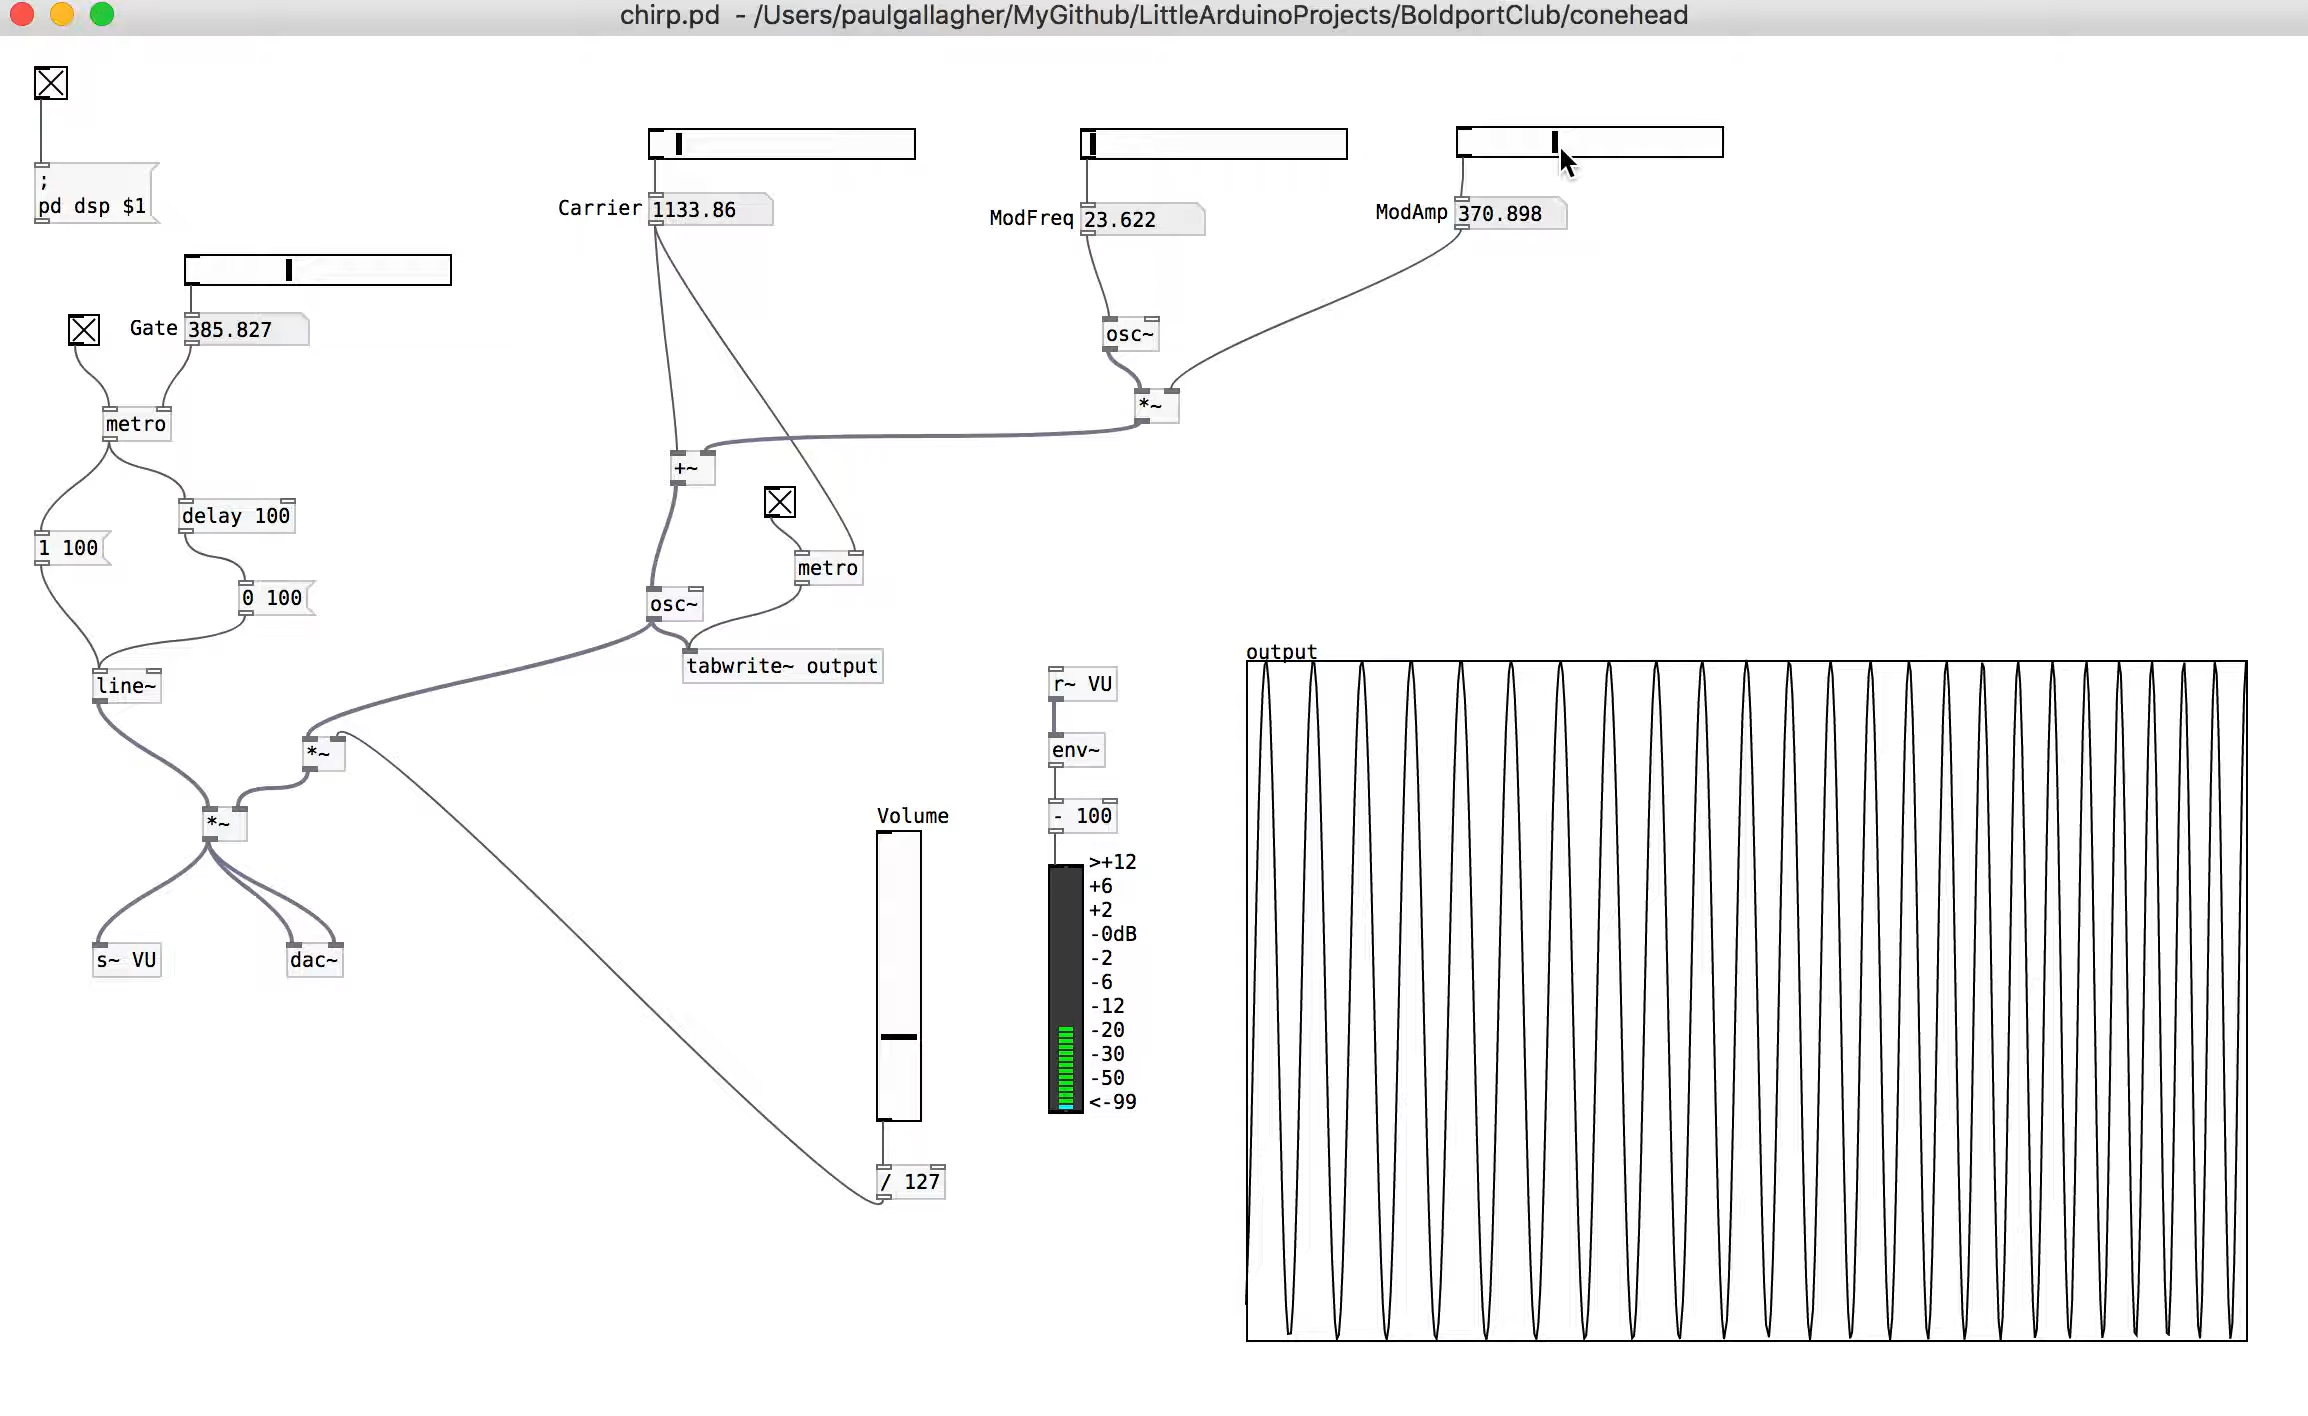 chirp.pd - /Users/paulgallagher/MyGithub/LittleArduinoProjects/BoldportClub/conehead
;
pd dsp $1
Carrier 1133.86
ModFreq 23.622
ModAmp 370.898
Gate 385.827
osc~
*~
metro
+~
delay 100
1 100
metro
0 100
osc~
output
tabwrite~ output
r~ VU
line~
env~
*~
Volume
- 100
*~
>+12
+6
+2
-0dB
-2
s~ VU
dac~
-6
-12
-20
-30
-50
<-99
/ 127